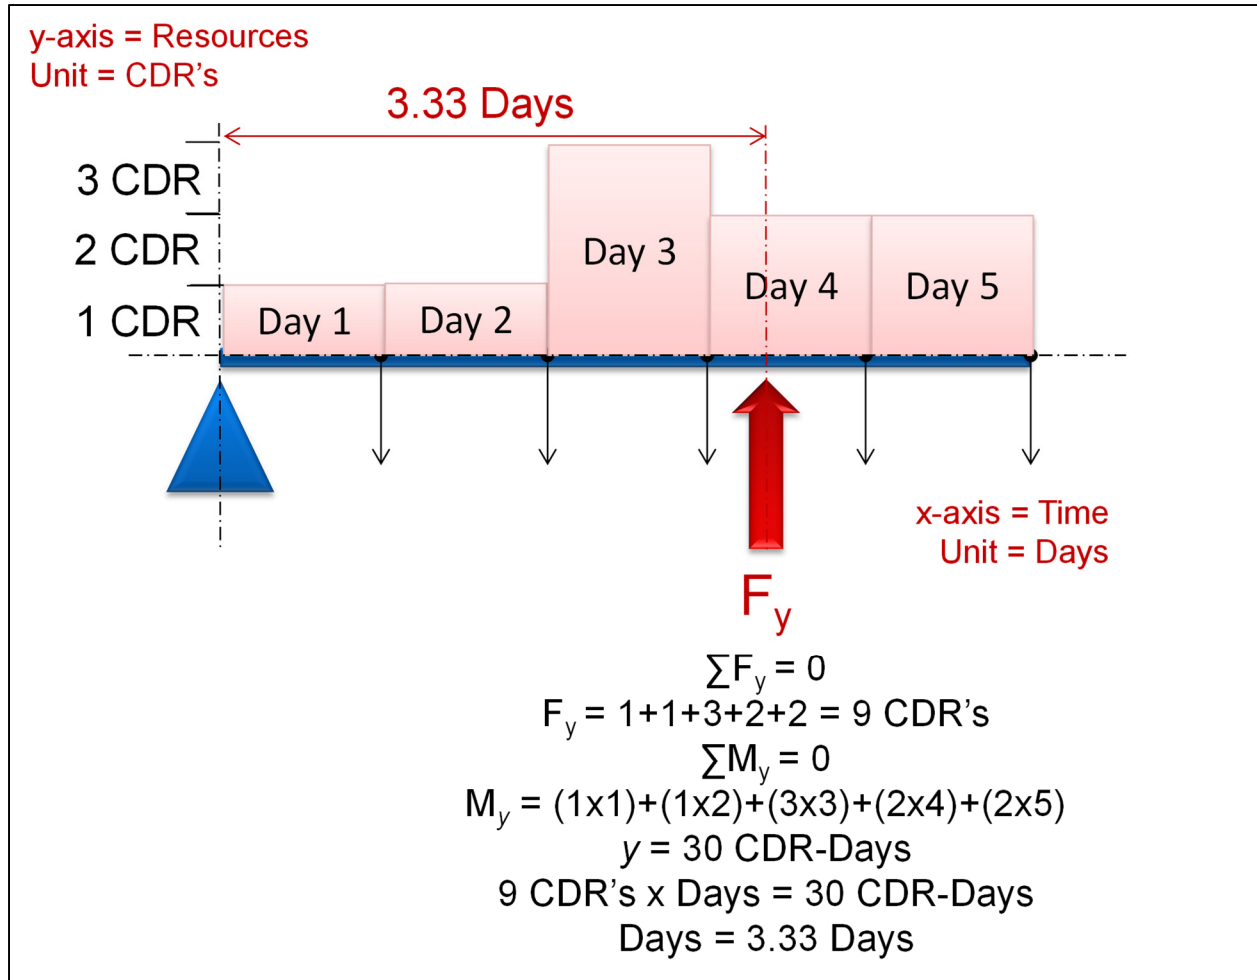 y-axis = Resources
Unit = CDR's
3.33 Days
3 CDR
2 CDR
1 CDR
Day 1
Day 2
Day 3
Day 4
Day 5
x-axis = Time
Unit = Days
Fy
∑Fy = 0
Fy = 1+1+3+2+2 = 9 CDR's
∑My = 0
My = (1x1)+(1x2)+(3x3)+(2x4)+(2x5)
y = 30 CDR-Days
9 CDR's x Days = 30 CDR-Days
Days = 3.33 Days